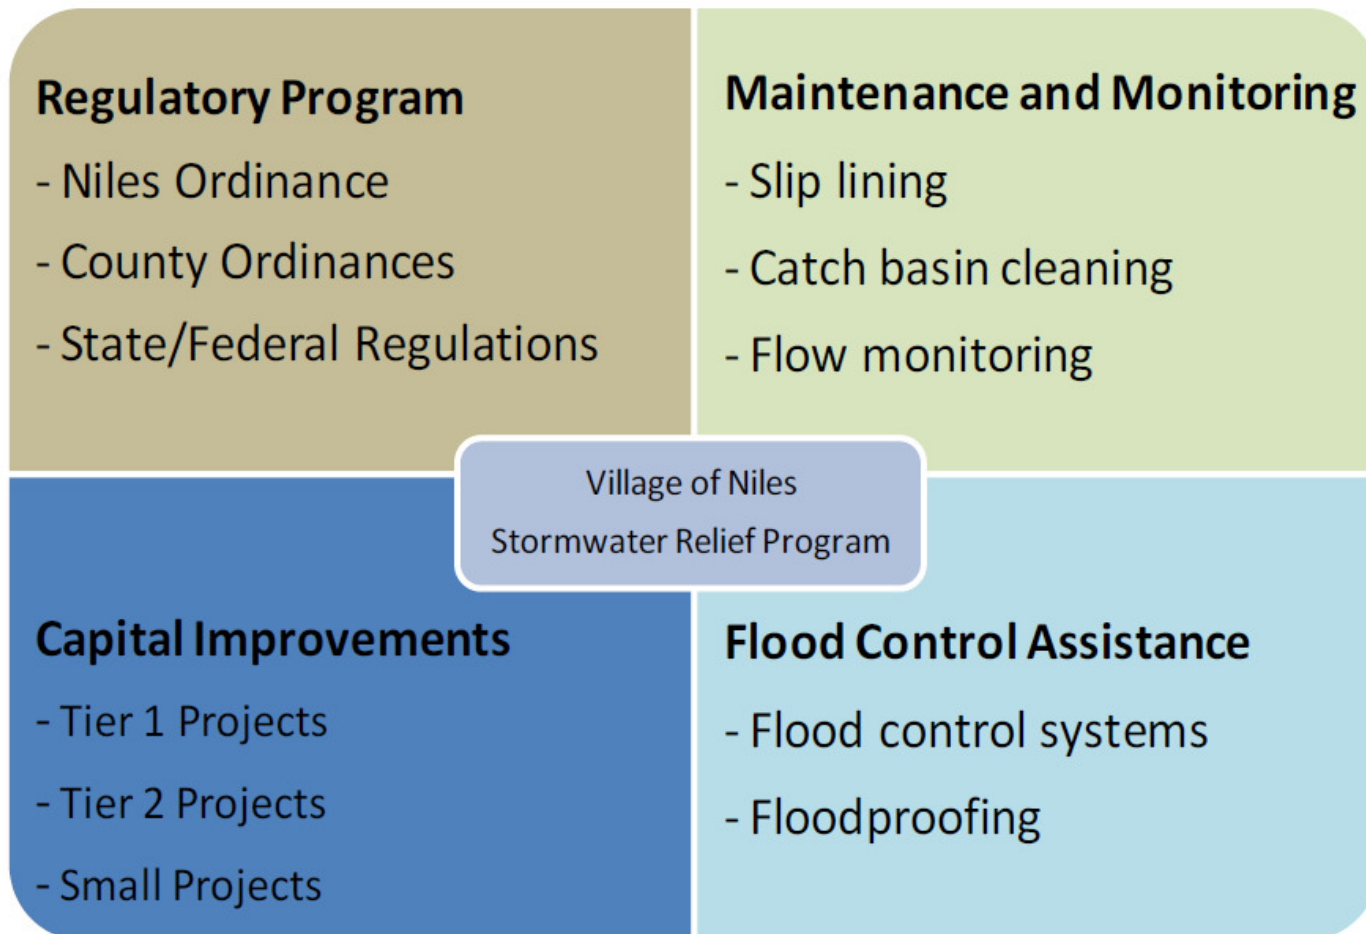 Regulatory Program
- Niles Ordinance
- County Ordinances
- State/Federal Regulations
Maintenance and Monitoring
- Slip lining
- Catch basin cleaning
- Flow monitoring
Village of Niles
Stormwater Relief Program
Capital Improvements
- Tier 1 Projects
- Tier 2 Projects
- Small Projects
Flood Control Assistance
- Flood control systems
- Floodproofing